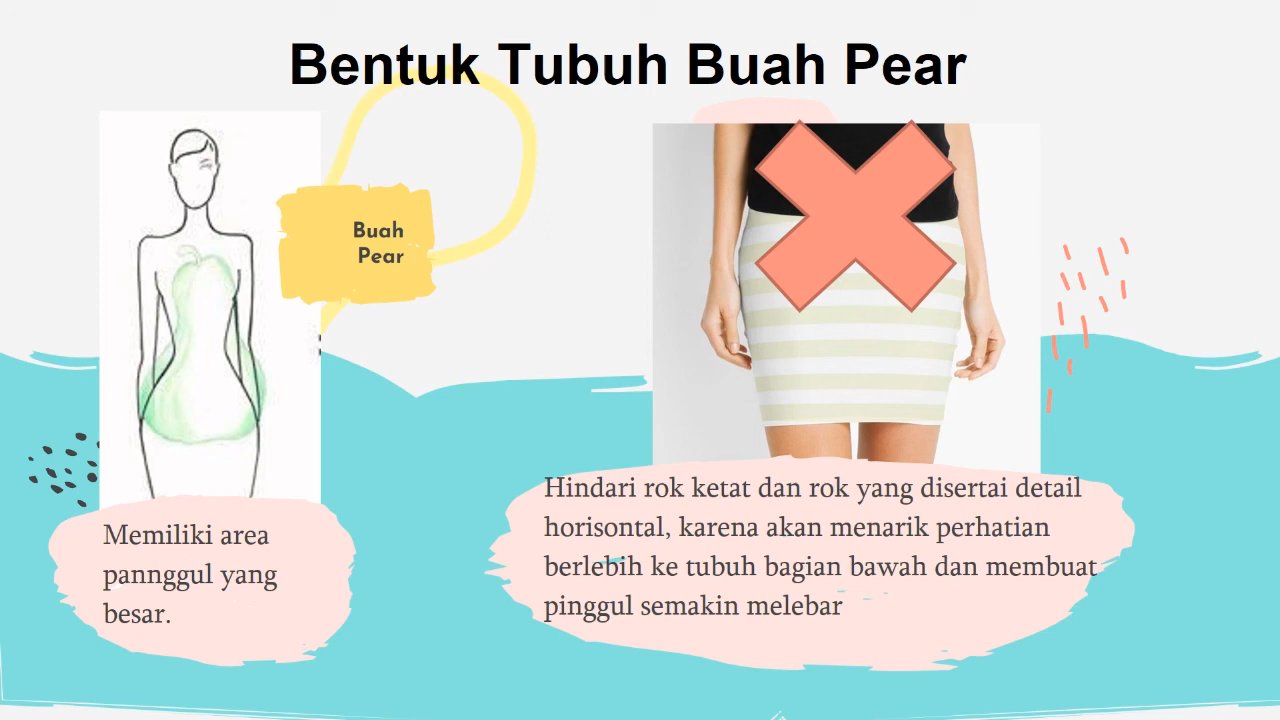 Bentuk Tubuh Buah Pear
Buah
Pear
Memiliki area
pannggul yang
besar.
Hindari rok ketat dan rok yang disertai detail
horisontal, karena akan menarik perhatian
berlebih ke tubuh bagian bawah dan membuat
pinggul semakin melebar